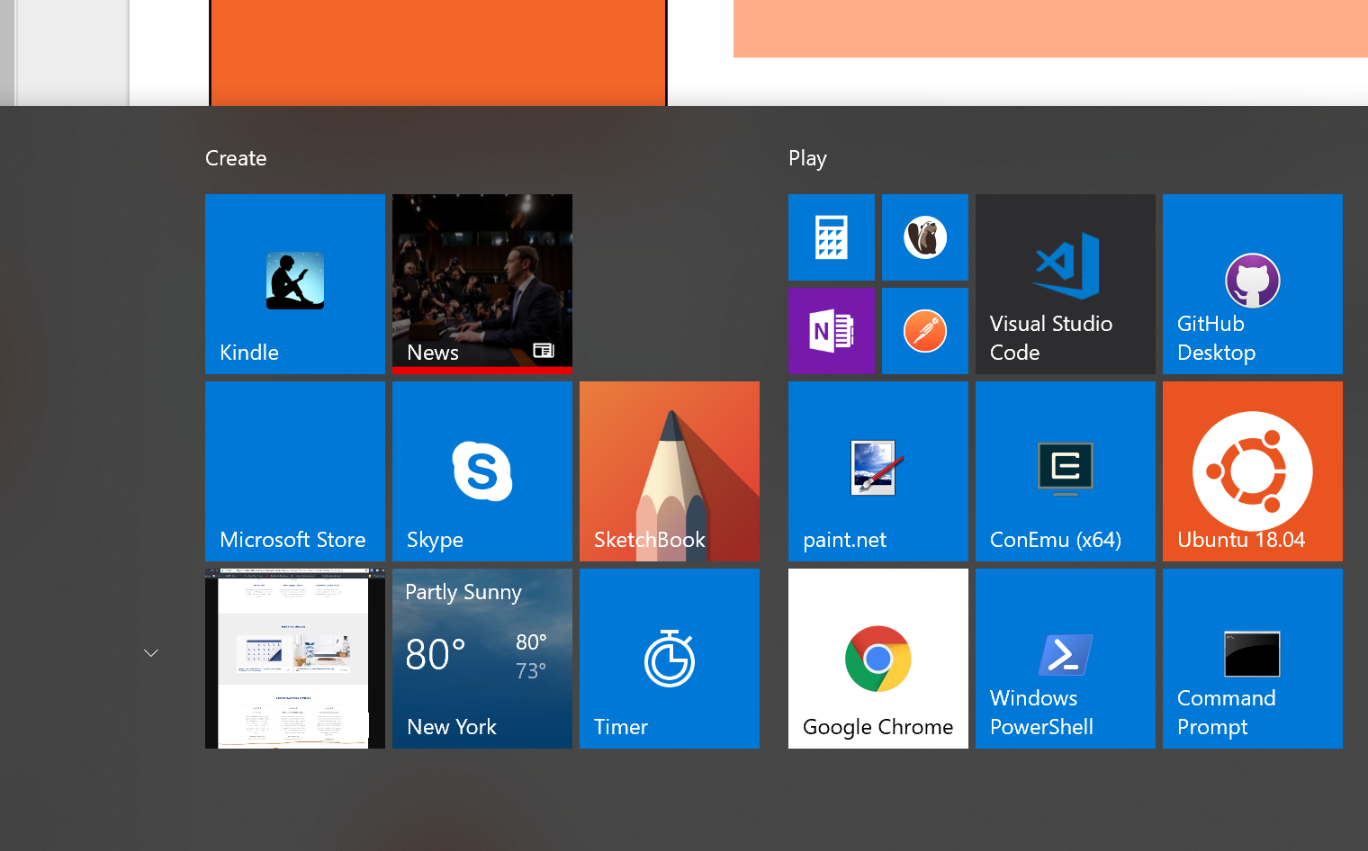 Create
Play
Kindle
News
Visual Studio
Code
GitHub
Desktop
Microsoft Store
Skype
SketchBook
paint.net
ConEmu (x64)
Ubuntu 18.04
Partly Sunny
80°
80°
73°
New York
Timer
Google Chrome
Windows
PowerShell
Command
Prompt